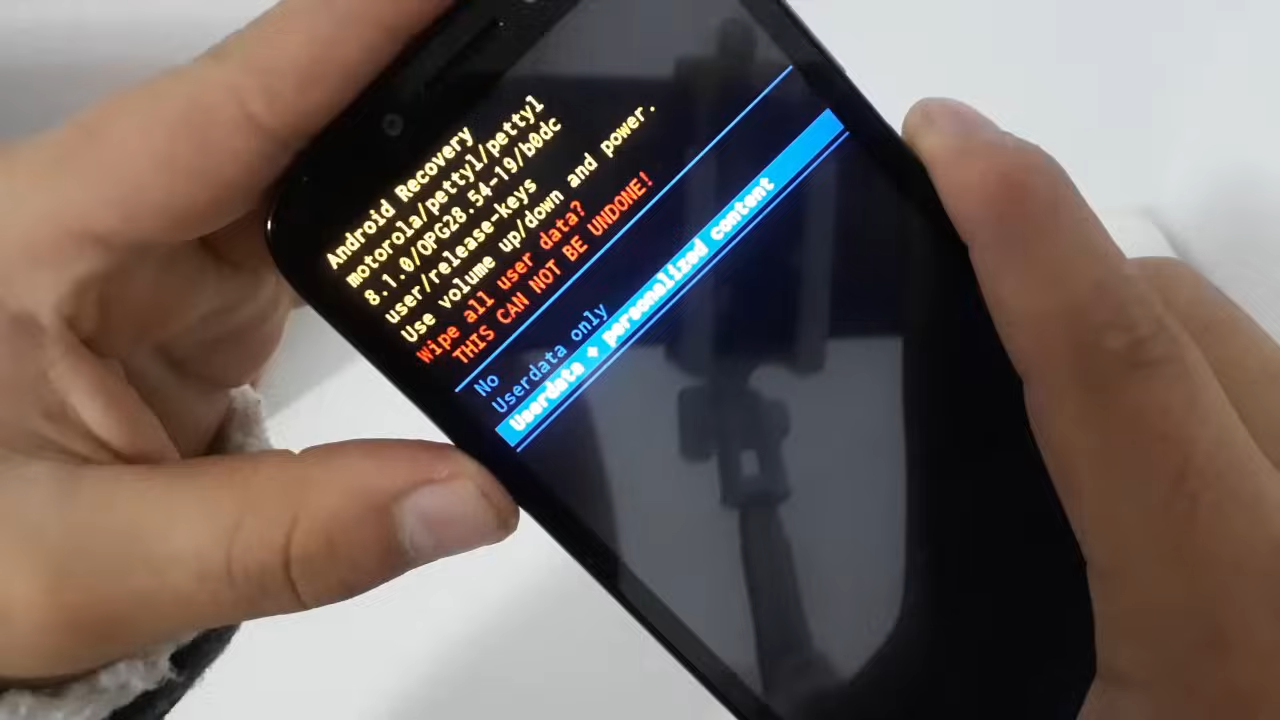 Android Recovery
motorola/pettyl/pettyl
8.1.0/OPG28.54-19/b0dc
user/release-keys
Use volume up/down and power.
Wipe all user data?
THIS CAN NOT BE UNDONE!
No
Userdata only
Userdata + personalized content